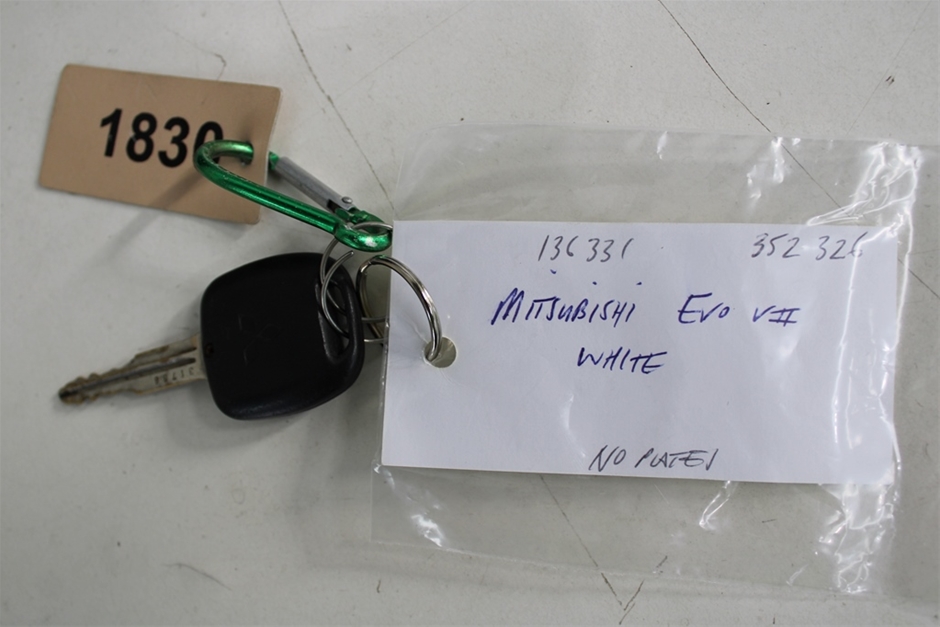 1830
136331 352326
MITSUBISHI EVO VII
WHITE
NO PLATES